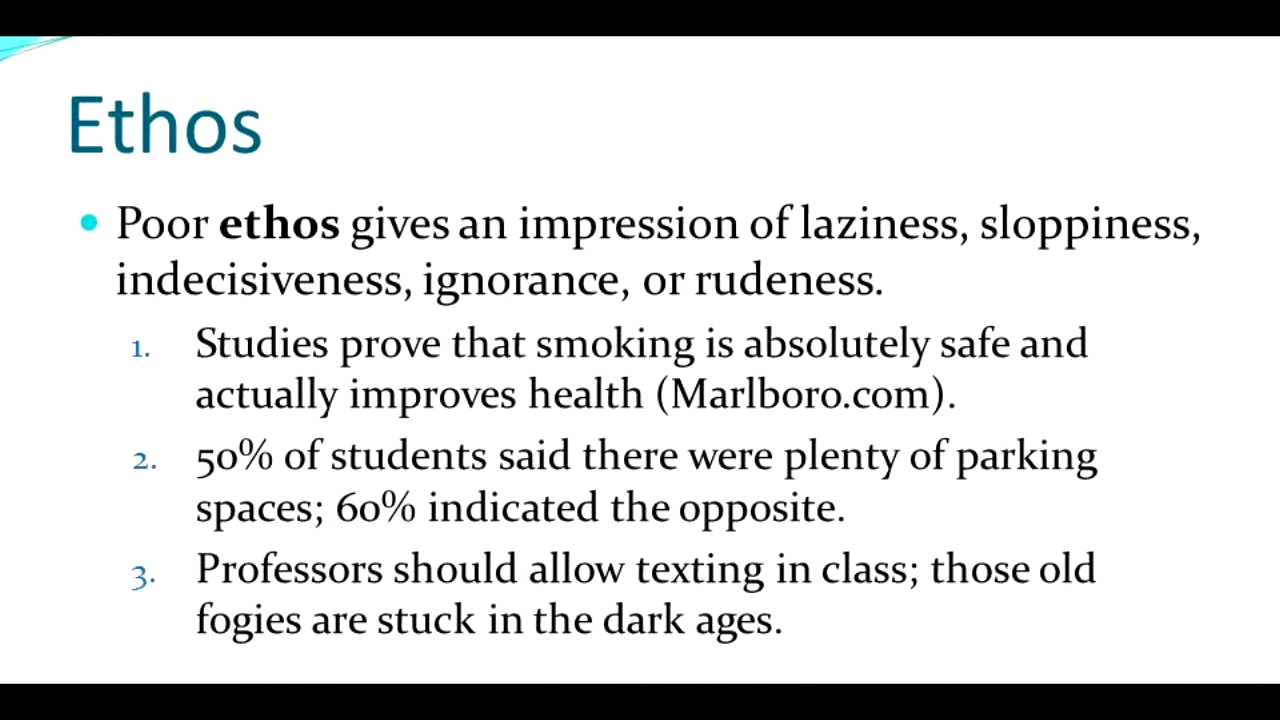 Ethos
• Poor ethos gives an impression of laziness, sloppiness,
indecisiveness, ignorance, or rudeness.
1. Studies prove that smoking is absolutely safe and
actually improves health (Marlboro.com).
2. 50% of students said there were plenty of parking
spaces; 60% indicated the opposite.
3. Professors should allow texting in class; those old
fogies are stuck in the dark ages.